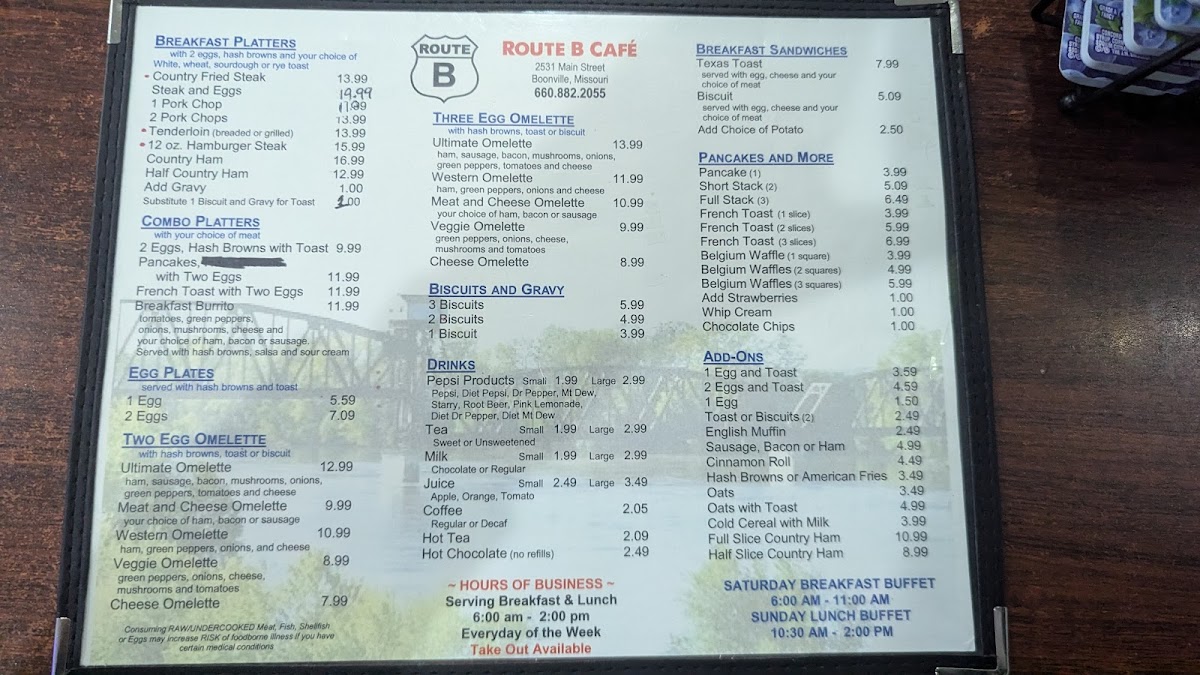 BREAKFAST PLATTERS
with 2 eggs, hash browns and your choice of
White, wheat, sourdough or rye toast
Country Fried Steak 13.99
Steak and Eggs 19.99
1 Pork Chop
2 Pork Chops 13.99
Tenderloin (breaded or grilled) 13.99
12 oz. Hamburger Steak 15.99
Country Ham 16.99
Half Country Ham 12.99
Add Gravy 1.00
Substitute 1 Biscuit and Gravy for Toast
COMBO PLATTERS
with your choice of meat
2 Eggs, Hash Browns with Toast 9.99
Pancakes,
with Two Eggs 11.99
French Toast with Two Eggs 11.99
Breakfast Burrito 11.99
tomatoes, green peppers,
onions, mushrooms, cheese and
your choice of ham, bacon or sausage.
Served with hash browns, salsa and sour cream
EGG PLATES
served with hash browns and toast
1 Egg 5.59
2 Eggs 7.09
TWO EGG OMELETTE
with hash browns, toast or biscuit
Ultimate Omelette 12.99
ham, sausage, bacon, mushrooms, onions,
green peppers, tomatoes and cheese
Meat and Cheese Omelette 9.99
your choice of ham, bacon or sausage
Western Omelette 10.99
ham, green peppers, onions, and cheese
Veggie Omelette 8.99
green peppers, onions, cheese,
mushrooms and tomatoes
Cheese Omelette 7.99
Consuming RAW/UNDERCOOKED Meat, Fish, Shellfish
or Eggs may increase RISK of foodborne illness if you have
certain medical conditions
ROUTE
B
ROUTE B CAFÉ
2531 Main Street
Boonville, Missouri
660.882.2055
THREE EGG OMELETTE
with hash browns, toast or biscuit
Ultimate Omelette 13.99
ham, sausage, bacon, mushrooms, onions,
green peppers, tomatoes and cheese
Western Omelette 11.99
ham, green peppers, onions and cheese
Meat and Cheese Omelette 10.99
your choice of ham, bacon or sausage
Veggie Omelette 9.99
green peppers, onions, cheese,
mushrooms and tomatoes
Cheese Omelette 8.99
BISCUITS AND GRAVY
3 Biscuits 5.99
2 Biscuits 4.99
1 Biscuit 3.99
DRINKS
Pepsi Products Small 1.99 Large 2.99
Pepsi, Diet Pepsi, Dr Pepper, Mt Dew,
Starry, Root Beer, Pink Lemonade,
Diet Dr Pepper, Diet Mt Dew
Tea Small 1.99 Large 2.99
Sweet or Unsweetened
Milk Small 1.99 Large 2.99
Chocolate or Regular
Juice Small 2.49 Large 3.49
Apple, Orange, Tomato
Coffee 2.05
Regular or Decaf
Hot Tea 2.09
Hot Chocolate (no refills) 2.49
~ HOURS OF BUSINESS ~
Serving Breakfast & Lunch
6:00 am - 2:00 pm
Everyday of the Week
Take Out Available
BREAKFAST SANDWICHES
Texas Toast 7.99
served with egg, cheese and your
choice of meat
Biscuit 5.09
served with egg, cheese and your
choice of meat
Add Choice of Potato 2.50
PANCAKES AND MORE
Pancake (1) 3.99
Short Stack (2) 5.09
Full Stack (3) 6.49
French Toast (1 slice) 3.99
French Toast (2 slices) 5.99
French Toast (3 slices) 6.99
Belgium Waffle (1 square) 3.99
Belgium Waffles (2 squares) 4.99
Belgium Waffles (3 squares) 5.99
Add Strawberries 1.00
Whip Cream 1.00
Chocolate Chips 1.00
ADD-ONS
1 Egg and Toast 3.59
2 Eggs and Toast 4.59
1 Egg 1.50
Toast or Biscuits (2) 2.49
English Muffin 2.49
Sausage, Bacon or Ham 4.99
Cinnamon Roll 4.49
Hash Browns or American Fries 3.49
Oats 3.49
Oats with Toast 4.99
Cold Cereal with Milk 3.99
Full Slice Country Ham 10.99
Half Slice Country Ham 8.99
SATURDAY BREAKFAST BUFFET
6:00 AM - 11:00 AM
SUNDAY LUNCH BUFFET
10:30 AM - 2:00 PM